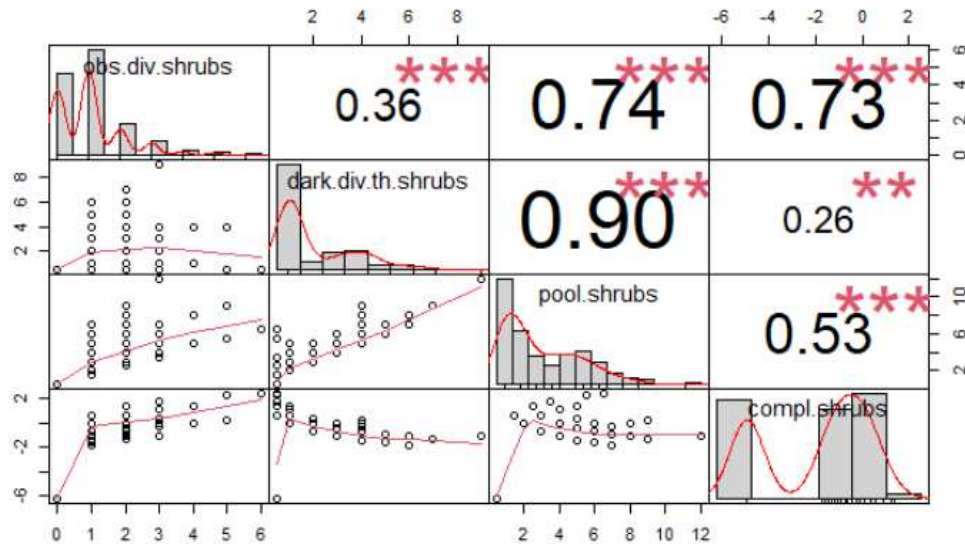 2 4 6 8
-6 -4 -2 0 2
obs.div.shrubs
0.36
***
0.74
***
0.73
***
0 2 4 6
2 4 6 8
dark.div.th.shrubs
0.90
***
0.26
**
pool.shrubs
0.53
***
2 6 10
-6 -2 2
compl.shrubs
0 1 2 3 4 5 6
0 2 4 6 8 10 12